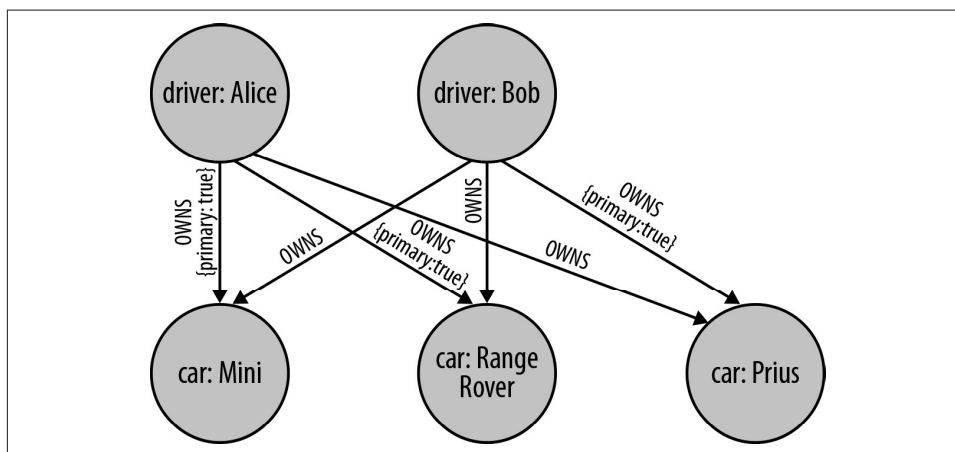 driver: Alice
driver: Bob
OWNS
{primary: true}
OWNS
OWNS
{primary:true}
OWNS
OWNS
OWNS
{primary:true}
car: Mini
car: Range
Rover
car: Prius